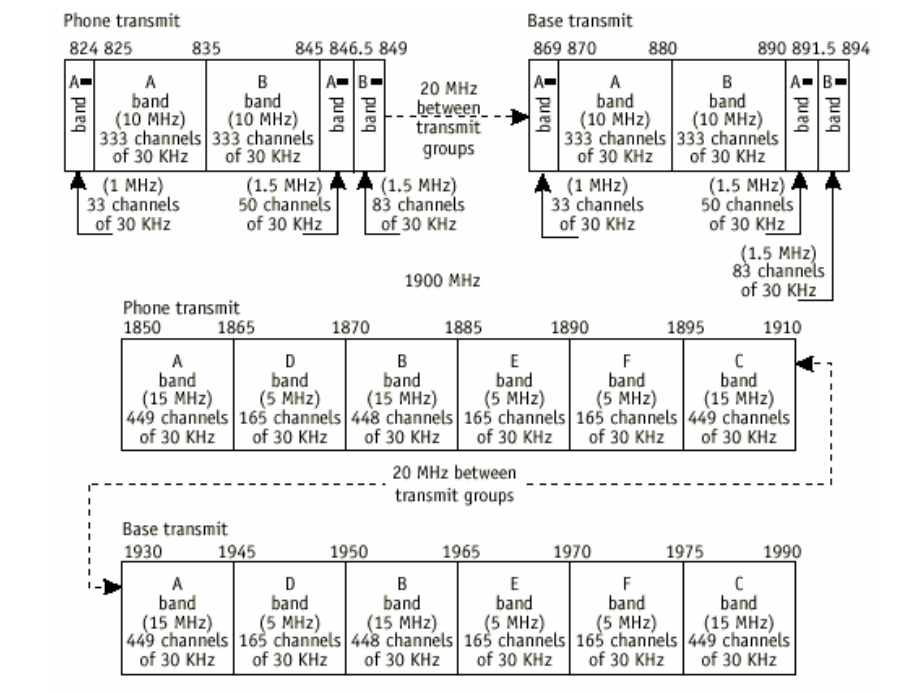 Phone transmit
824 825 835 845 846.5 849
A▬ band
A
band
(10 MHz)
333 channels
of 30 KHz
B
band
(10 MHz)
333 channels
of 30 KHz
A▬ band
B▬ band
(1 MHz)
33 channels
of 30 KHz
(1.5 MHz)
50 channels
of 30 KHz
(1.5 MHz)
83 channels
of 30 KHz
20 MHz
between
transmit
groups
Base transmit
869 870 880 890 891.5 894
A▬ band
A
band
(10 MHz)
333 channels
of 30 KHz
B
band
(10 MHz)
333 channels
of 30 KHz
A▬ band
B▬ band
(1 MHz)
33 channels
of 30 KHz
(1.5 MHz)
50 channels
of 30 KHz
(1.5 MHz)
83 channels
of 30 KHz
1900 MHz
Phone transmit
1850 1865 1870 1885 1890 1895 1910
A
band
(15 MHz)
449 channels
of 30 KHz
D
band
(5 MHz)
165 channels
of 30 KHz
B
band
(15 MHz)
448 channels
of 30 KHz
E
band
(5 MHz)
165 channels
of 30 KHz
F
band
(5 MHz)
165 channels
of 30 KHz
C
band
(15 MHz)
449 channels
of 30 KHz
20 MHz between
transmit groups
Base transmit
1930 1945 1950 1965 1970 1975 1990
A
band
(15 MHz)
449 channels
of 30 KHz
D
band
(5 MHz)
165 channels
of 30 KHz
B
band
(15 MHz)
448 channels
of 30 KHz
E
band
(5 MHz)
165 channels
of 30 KHz
F
band
(5 MHz)
165 channels
of 30 KHz
C
band
(15 MHz)
449 channels
of 30 KHz